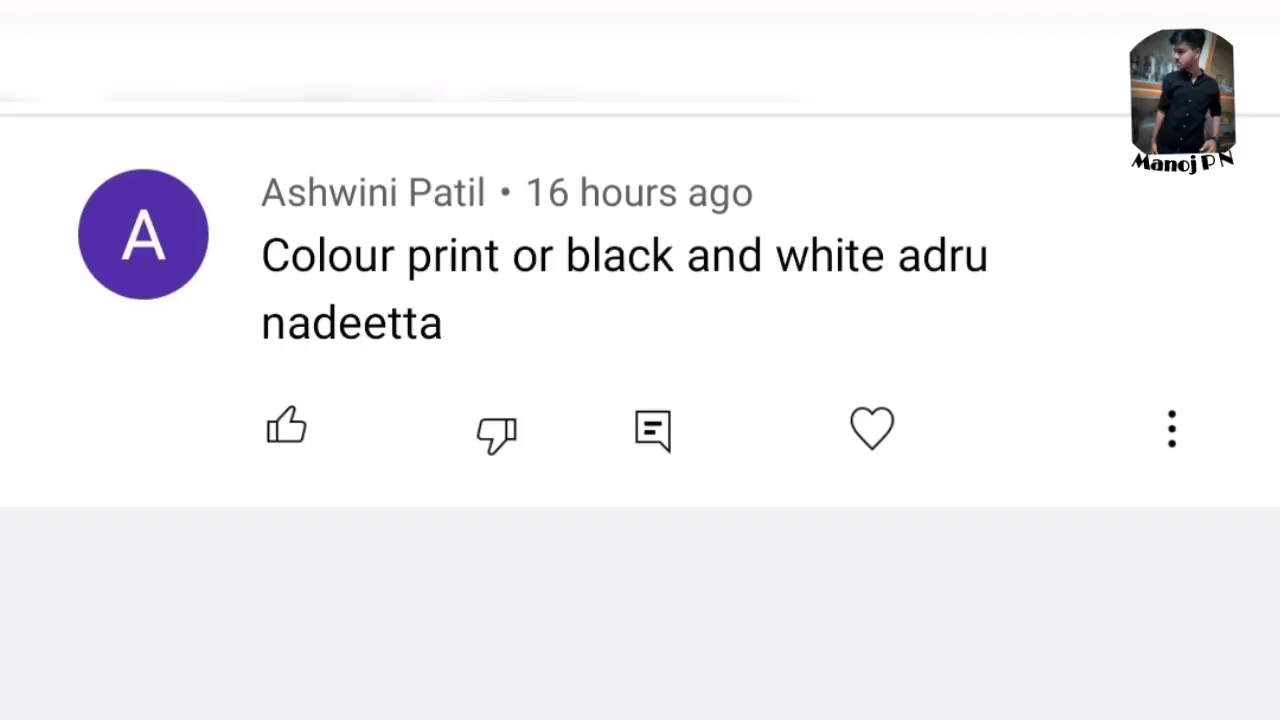 Manoj P N
Ashwini Patil • 16 hours ago
A
Colour print or black and white adru
nadeetta